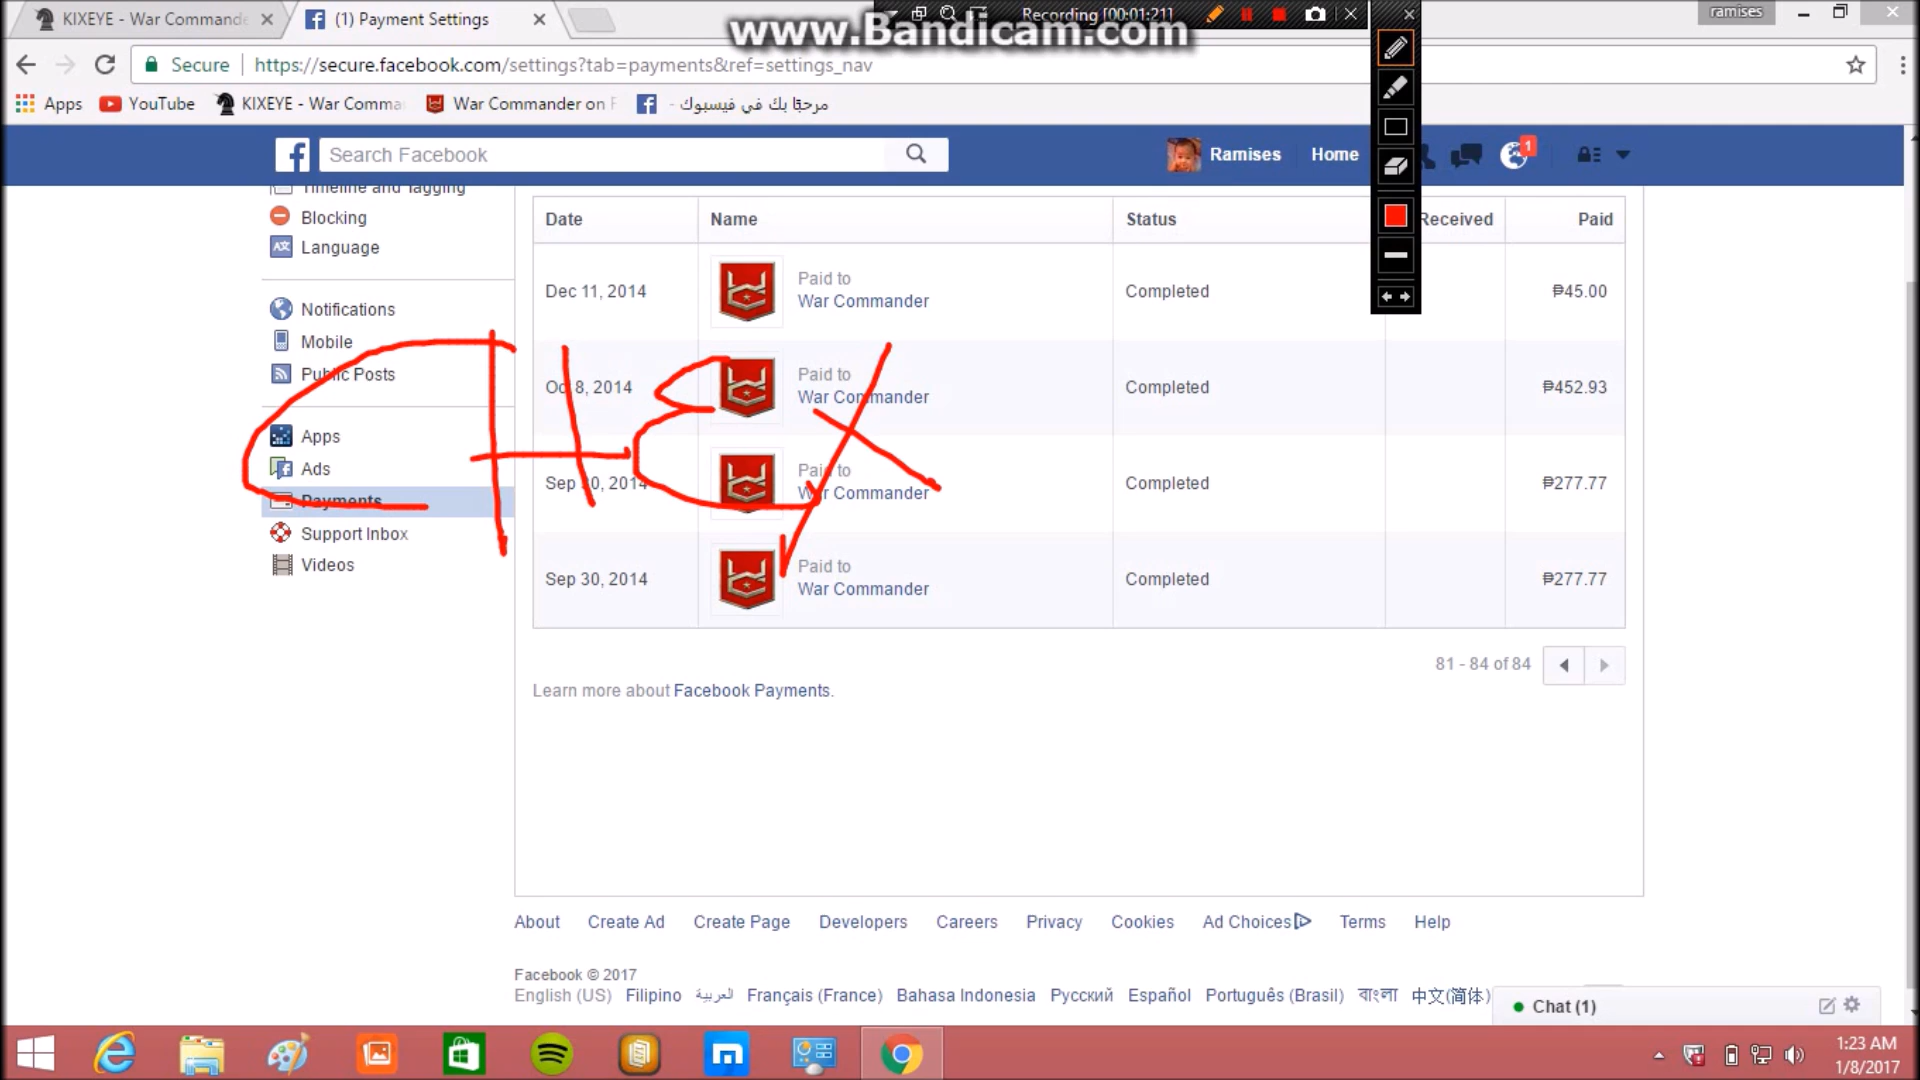 KIXEYE - War Commande
(1) Payment Settings
www.Bandicam.com
Recording [00:01:21]
ramises
Secure
https://secure.facebook.com/settings?tab=payments&ref=settings_nav
Apps
YouTube
KIXEYE - War Comma
War Commander on F
مرحبًا بك في فيسبوك -
Search Facebook
Ramises
Home
1
Timeline and Tagging
Blocking
Language
Notifications
Mobile
Public Posts
Apps
Ads
Payments
Support Inbox
Videos
Date Name Status Received Paid
Dec 11, 2014 Paid to War Commander Completed ₱45.00
Oct 8, 2014 Paid to War Commander Completed ₱452.93
Sep 30, 2014 Paid to War Commander Completed ₱277.77
Sep 30, 2014 Paid to War Commander Completed ₱277.77
81 - 84 of 84
Learn more about Facebook Payments.
About Create Ad Create Page Developers Careers Privacy Cookies Ad Choices Terms Help
Facebook © 2017
English (US) Filipino العربية Français (France) Bahasa Indonesia Русский Español Português (Brasil) বাংলা 中文(简体)
Chat (1)
1:23 AM
1/8/2017